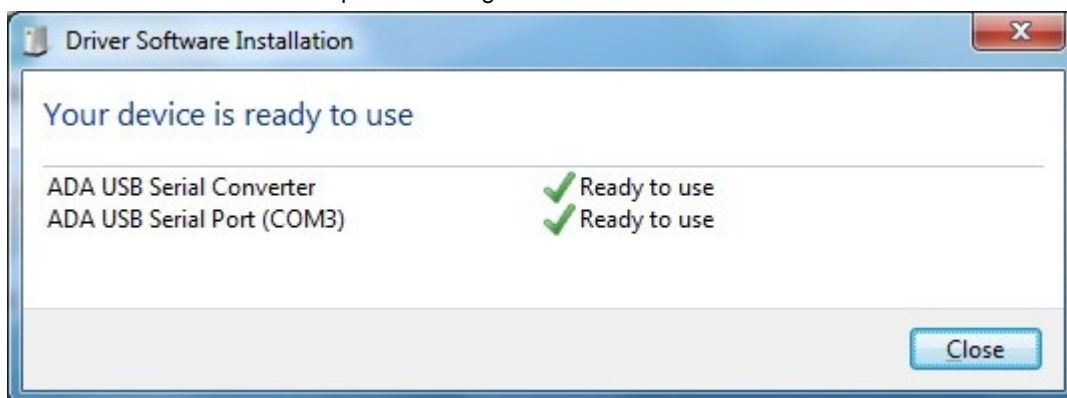 Driver Software Installation
X
Your device is ready to use
ADA USB Serial Converter Ready to use
ADA USB Serial Port (COM3) Ready to use
Close